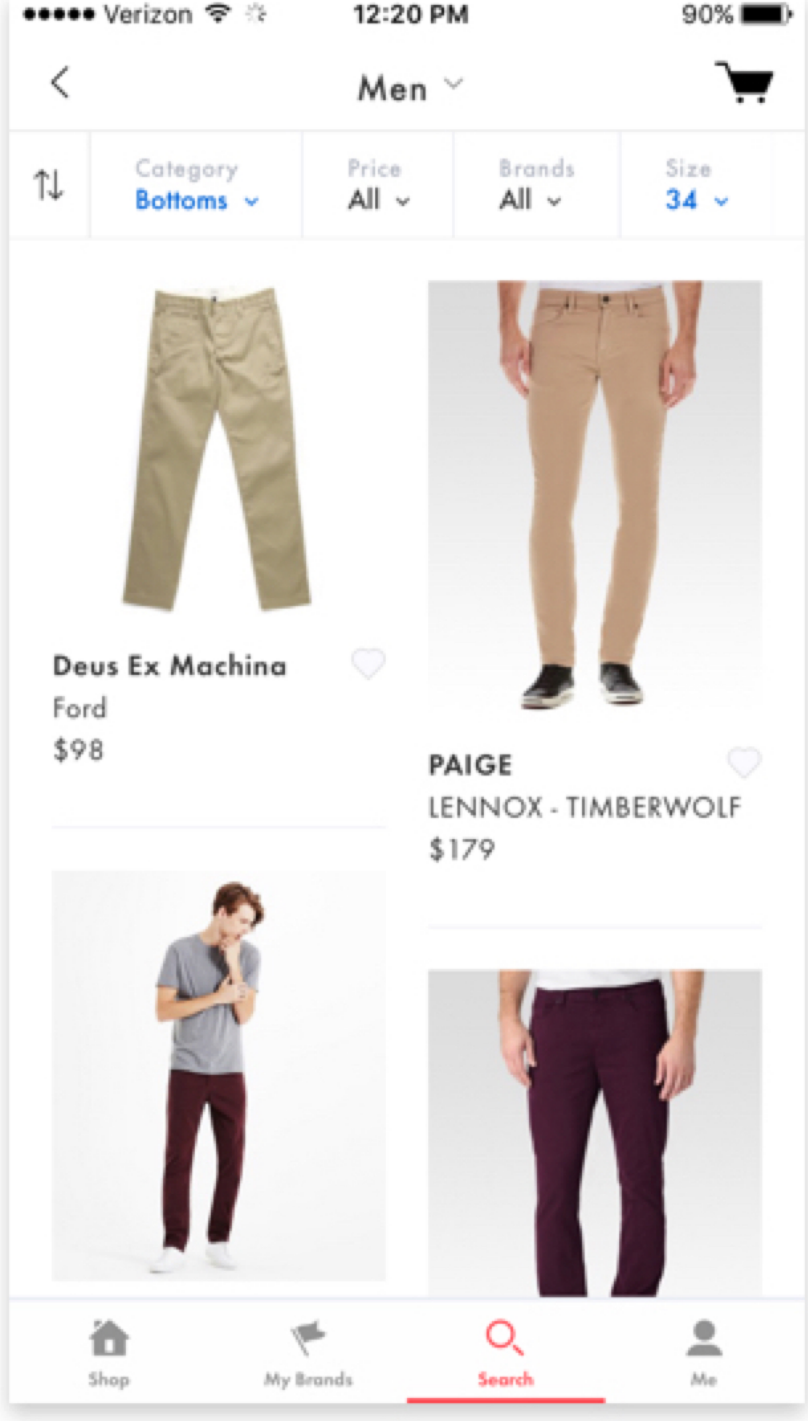 Verizon 12:20 PM 90%
Men
Category Price Brands Size
Bottoms All All 34
Deus Ex Machina
Ford
$98
PAIGE
LENNOX - TIMBERWOLF
$179
Shop My Brands Search Me